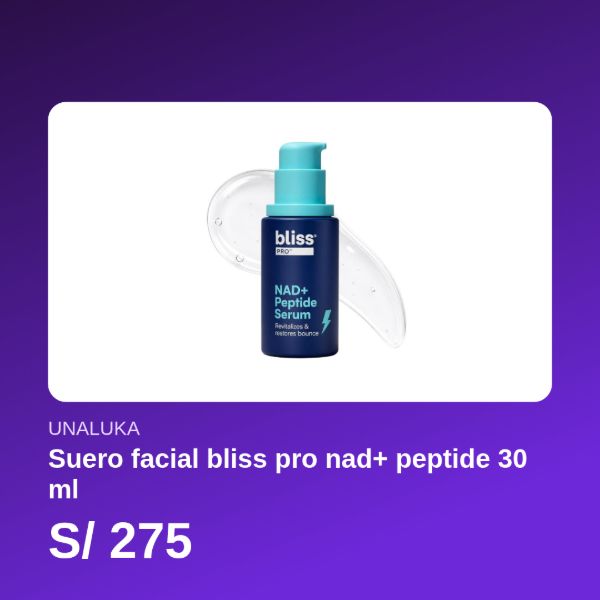 bliss
PRO
NAD+
Peptide
Serum
Revitalizes &
restores bounce
UNALUKA
Suero facial bliss pro nad+ peptide 30
ml
S/ 275